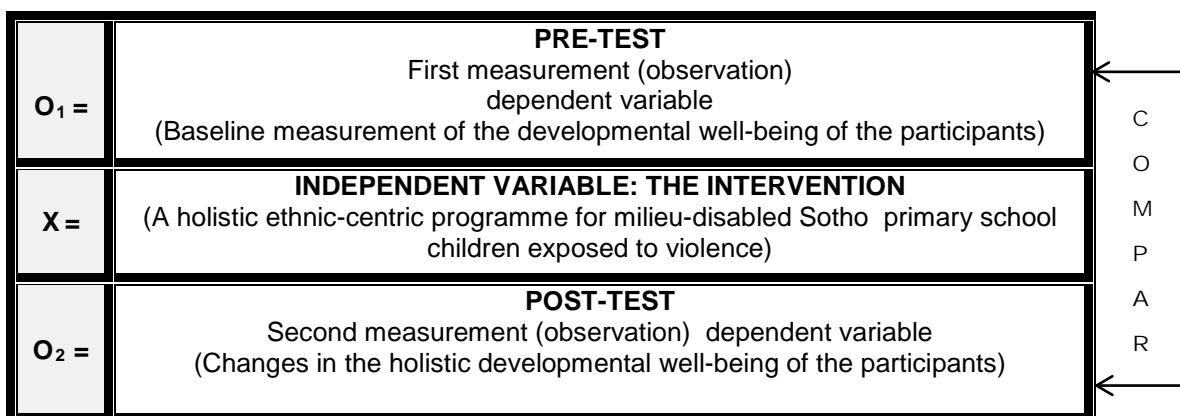 O1 =
PRE-TEST
First measurement (observation)
dependent variable
(Baseline measurement of the developmental well-being of the participants)
X =
INDEPENDENT VARIABLE: THE INTERVENTION
(A holistic ethnic-centric programme for milieu-disabled Sotho primary school
children exposed to violence)
O2 =
POST-TEST
Second measurement (observation) dependent variable
(Changes in the holistic developmental well-being of the participants)
C
O
M
P
A
R